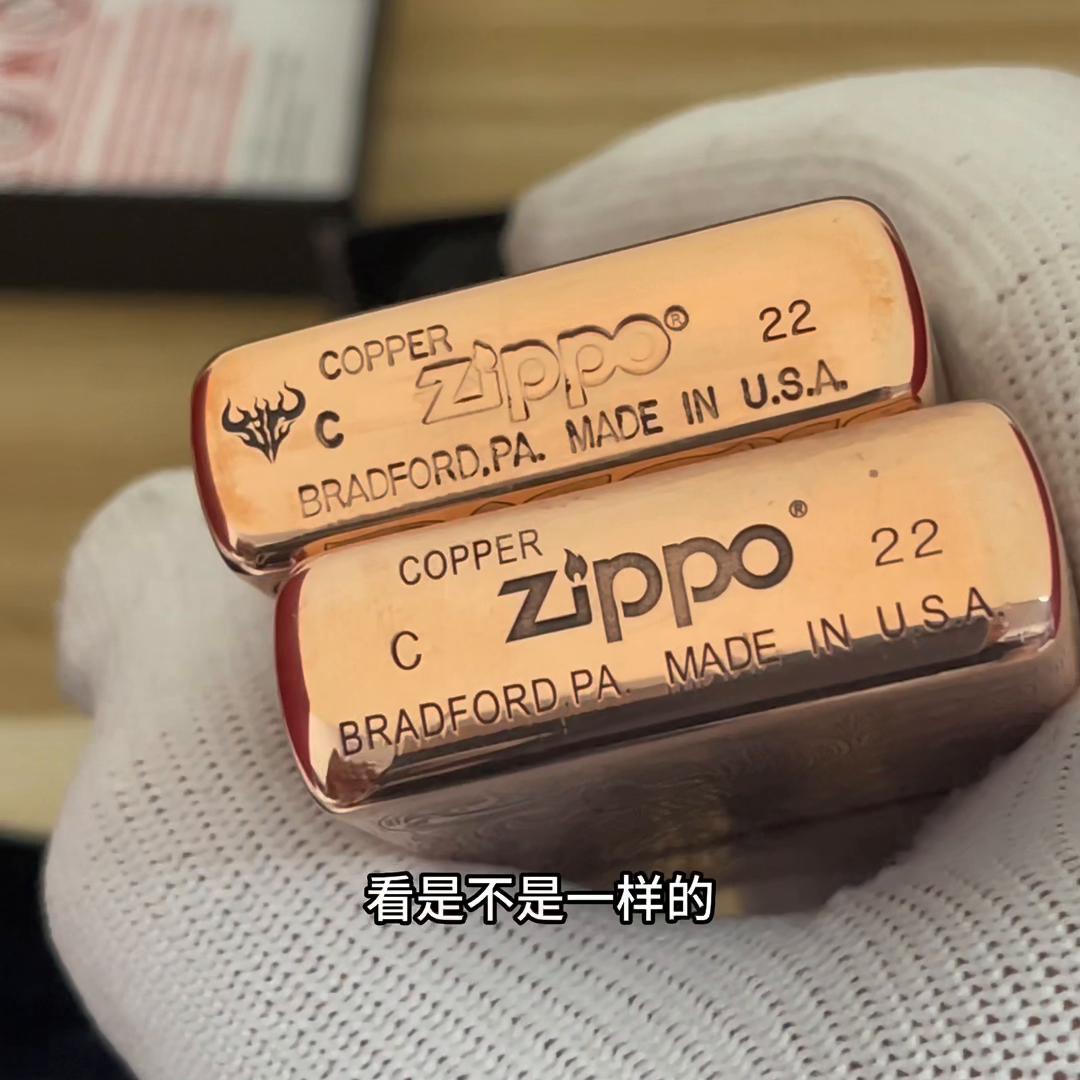 COPPER
zippo®
22
C
BRADFORD,PA. MADE IN U.S.A.
COPPER
zippo®
22
C
BRADFORD,PA. MADE IN U.S.A.
看是不是一样的